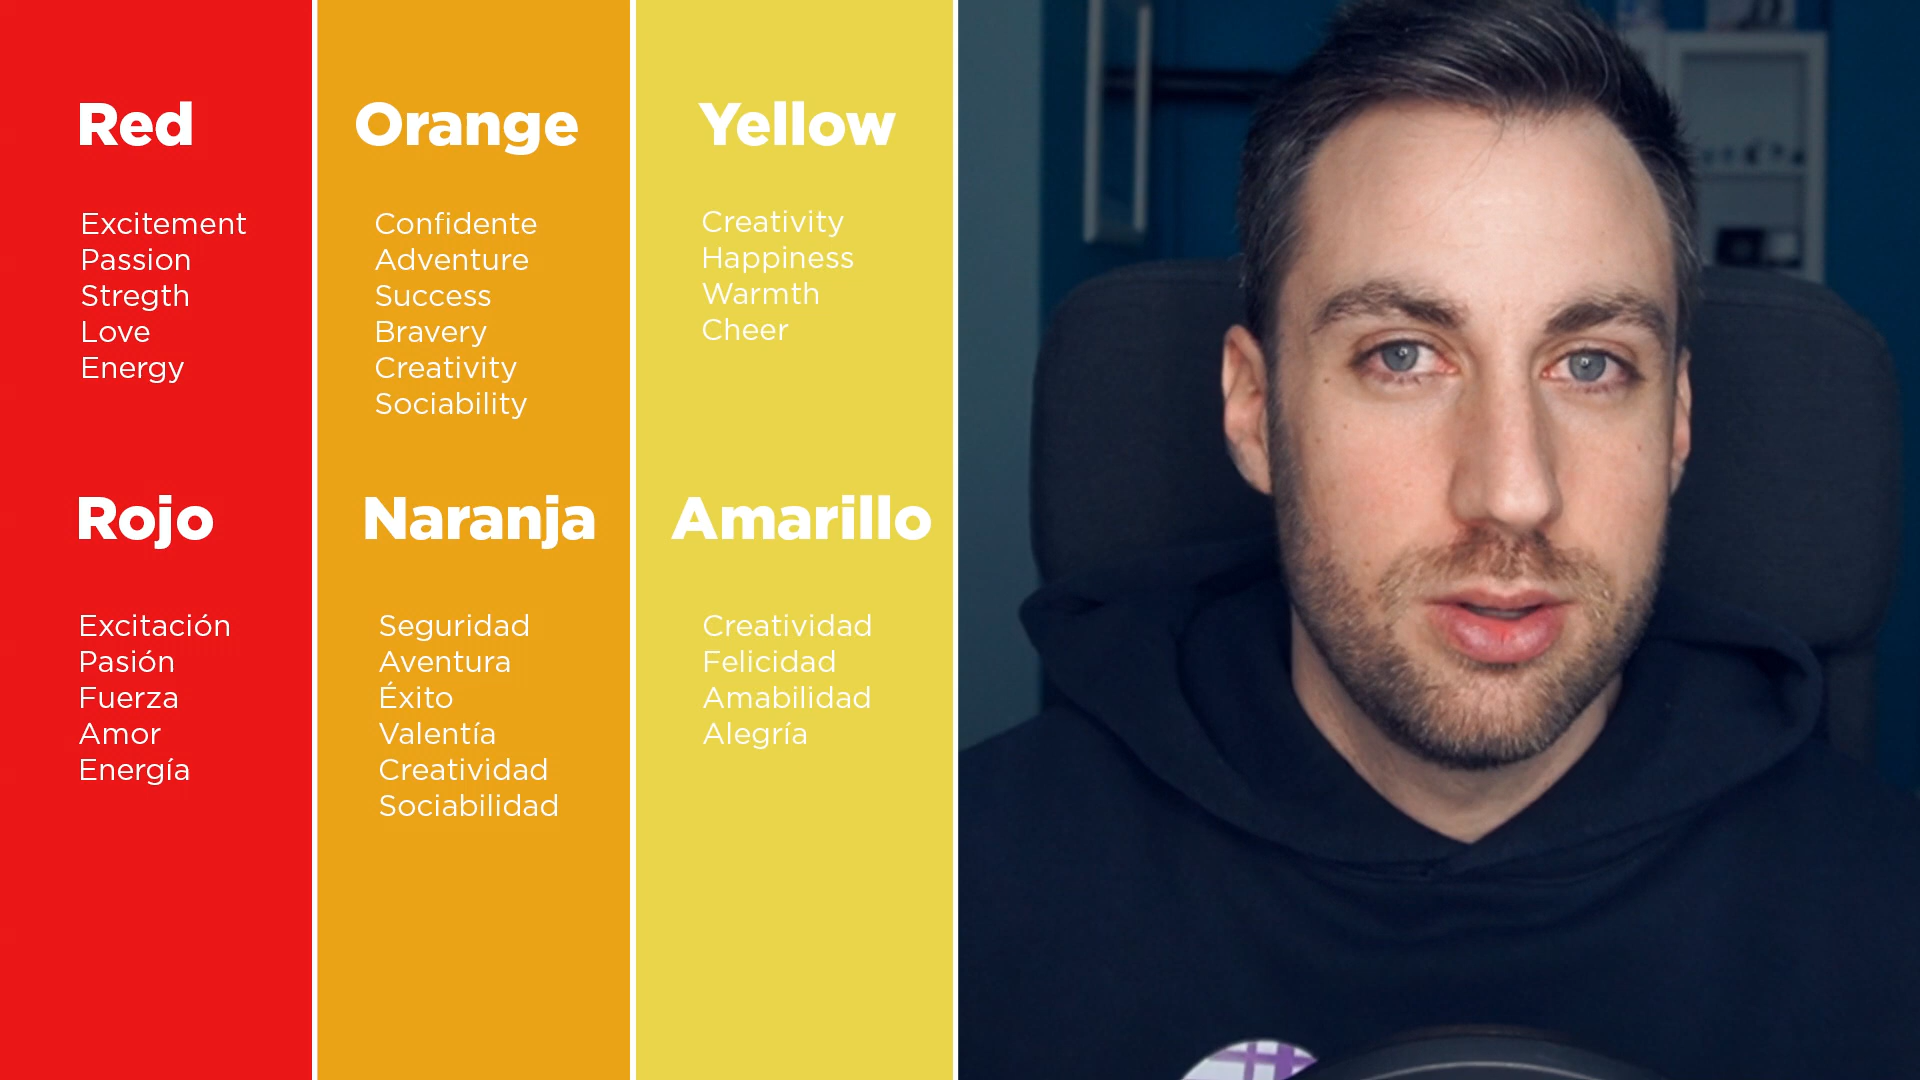 Red
Excitement
Passion
Stregth
Love
Energy
Orange
Confidente
Adventure
Success
Bravery
Creativity
Sociability
Yellow
Creativity
Happiness
Warmth
Cheer
Rojo
Excitación
Pasión
Fuerza
Amor
Energía
Naranja
Seguridad
Aventura
Éxito
Valentía
Creatividad
Sociabilidad
Amarillo
Creatividad
Felicidad
Amabilidad
Alegría